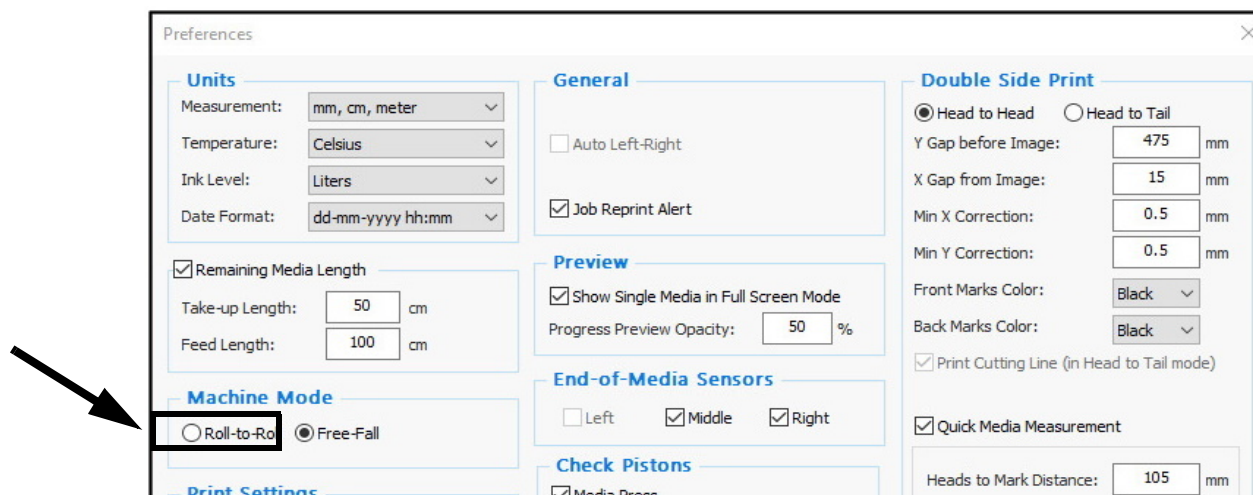 Preferences
Units
Measurement: mm, cm, meter
Temperature: Celsius
Ink Level: Liters
Date Format: dd-mm-yyyy hh:mm
Remaining Media Length
Take-up Length: 50 cm
Feed Length: 100 cm
Machine Mode
Roll-to-Rol Free-Fall
Print Settings
General
Auto Left-Right
Job Reprint Alert
Preview
Show Single Media in Full Screen Mode
Progress Preview Opacity: 50 %
End-of-Media Sensors
Left Middle Right
Check Pistons
Media Press
Double Side Print
Head to Head Head to Tail
Y Gap before Image: 475 mm
X Gap from Image: 15 mm
Min X Correction: 0.5 mm
Min Y Correction: 0.5 mm
Front Marks Color: Black
Back Marks Color: Black
Print Cutting Line (in Head to Tail mode)
Quick Media Measurement
Heads to Mark Distance: 105 mm